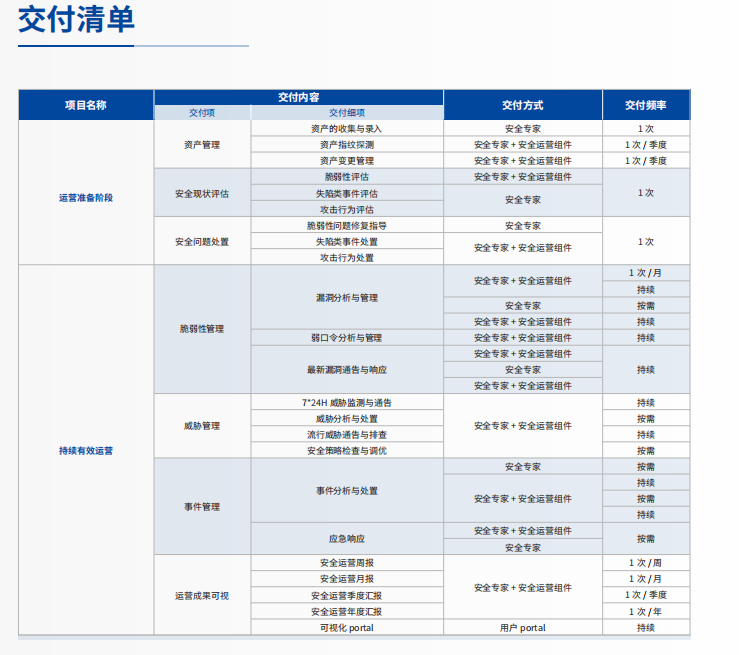 交付清单
项目名称 交付内容 交付方式 交付频率
交付项 交付细项
运营准备阶段 资产管理 资产的收集与录入 安全专家 1 次
资产指纹探测 安全专家 + 安全运营组件 1 次 / 季度
资产变更管理 安全专家 + 安全运营组件 1 次 / 季度
安全现状评估 脆弱性评估 安全专家 + 安全运营组件 1 次
失陷类事件评估 安全专家
攻击行为评估
安全问题处置 脆弱性问题修复指导 安全专家 1 次
失陷类事件处置 安全专家 + 安全运营组件
攻击行为处置
持续有效运营 脆弱性管理 漏洞分析与管理 安全专家 + 安全运营组件 1 次 / 月
持续
安全专家 按需
安全专家 + 安全运营组件 持续
弱口令分析与管理 安全专家 + 安全运营组件 持续
最新漏洞通告与响应 安全专家 + 安全运营组件 持续
安全专家
安全专家 + 安全运营组件
威胁管理 7*24H 威胁监测与通告 安全专家 + 安全运营组件 持续
威胁分析与处置 按需
流行威胁通告与排查 持续
安全策略检查与调优 按需
事件管理 事件分析与处置 安全专家 按需
安全专家 + 安全运营组件 持续
按需
持续
应急响应 安全专家 + 安全运营组件 按需
安全专家
运营成果可视 安全运营周报 安全专家 + 安全运营组件 1 次 / 周
安全运营月报 1 次 / 月
安全运营季度汇报 1 次 / 季度
安全运营年度汇报 1 次 / 年
可视化 portal 用户 portal 持续